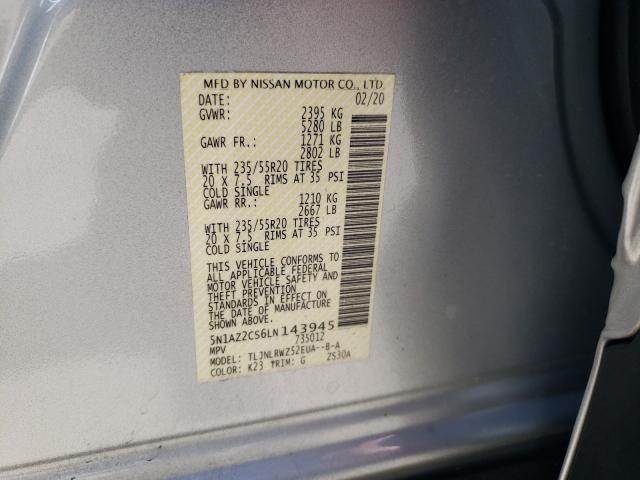 MFD BY NISSAN MOTOR CO., LTD.
DATE: 02/20
GVWR: 2395 KG
5280 LB
GAWR FR.: 1271 KG
2802 LB
WITH 235/55R20 TIRES
20 X 7.5 RIMS AT 35 PSI
COLD SINGLE
GAWR RR.: 1210 KG
2667 LB
WITH 235/55R20 TIRES
20 X 7.5 RIMS AT 35 PSI
COLD SINGLE
THIS VEHICLE CONFORMS TO
ALL APPLICABLE FEDERAL
MOTOR VEHICLE SAFETY AND
THEFT PREVENTION
STANDARDS IN EFFECT ON
THE DATE OF MANUFACTURE
5N1AZ2CS6LN143945
MPV 735012
MODEL: TLJNLRWZ52EUA--B-A
COLOR: K23 TRIM: G Z530A